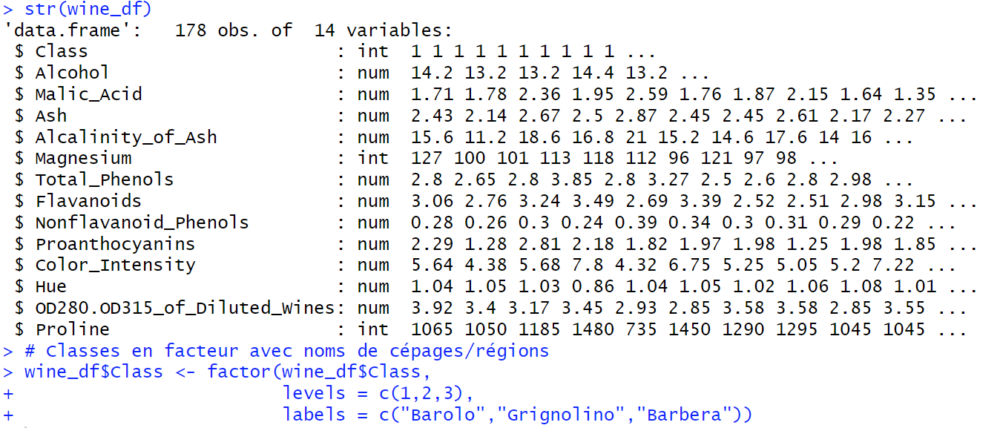 > str(wine_df)
'data.frame':   178 obs. of  14 variables:
 $ Class                       : int  1 1 1 1 1 1 1 1 1 1 ...
 $ Alcohol                     : num  14.2 13.2 13.2 14.4 13.2 ...
 $ Malic_Acid                  : num  1.71 1.78 2.36 1.95 2.59 1.76 1.87 2.15 1.64 1.35 ...
 $ Ash                         : num  2.43 2.14 2.67 2.5 2.87 2.45 2.45 2.61 2.17 2.27 ...
 $ Alcalinity_of_Ash           : num  15.6 11.2 18.6 16.8 21 15.2 14.6 17.6 14 16 ...
 $ Magnesium                   : int  127 100 101 113 118 112 96 121 97 98 ...
 $ Total_Phenols               : num  2.8 2.65 2.8 3.85 2.8 3.27 2.5 2.6 2.8 2.98 ...
 $ Flavanoids                  : num  3.06 2.76 3.24 3.49 2.69 3.39 2.52 2.51 2.98 3.15 ...
 $ Nonflavanoid_Phenols        : num  0.28 0.26 0.3 0.24 0.39 0.34 0.3 0.31 0.29 0.22 ...
 $ Proanthocyanins             : num  2.29 1.28 2.81 2.18 1.82 1.97 1.98 1.25 1.98 1.85 ...
 $ Color_Intensity             : num  5.64 4.38 5.68 7.8 4.32 6.75 5.25 5.05 5.2 7.22 ...
 $ Hue                         : num  1.04 1.05 1.03 0.86 1.04 1.05 1.02 1.06 1.08 1.01 ...
 $ OD280.OD315_of_Diluted_Wines: num  3.92 3.4 3.17 3.45 2.93 2.85 3.58 3.58 2.85 3.55 ...
 $ Proline                     : int  1065 1050 1185 1480 735 1450 1290 1295 1045 1045 ...
> # Classes en facteur avec noms de cépages/régions
> wine_df$Class <- factor(wine_df$Class,
+                         levels = c(1,2,3),
+                         labels = c("Barolo","Grignolino","Barbera"))